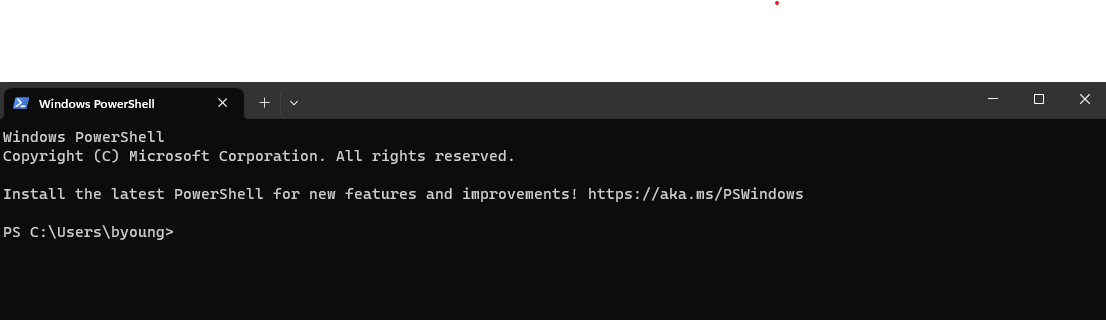 Windows PowerShell
Windows PowerShell
Copyright (C) Microsoft Corporation. All rights reserved.
Install the latest PowerShell for new features and improvements! https://aka.ms/PSWindows
PS C:\Users\byoung>